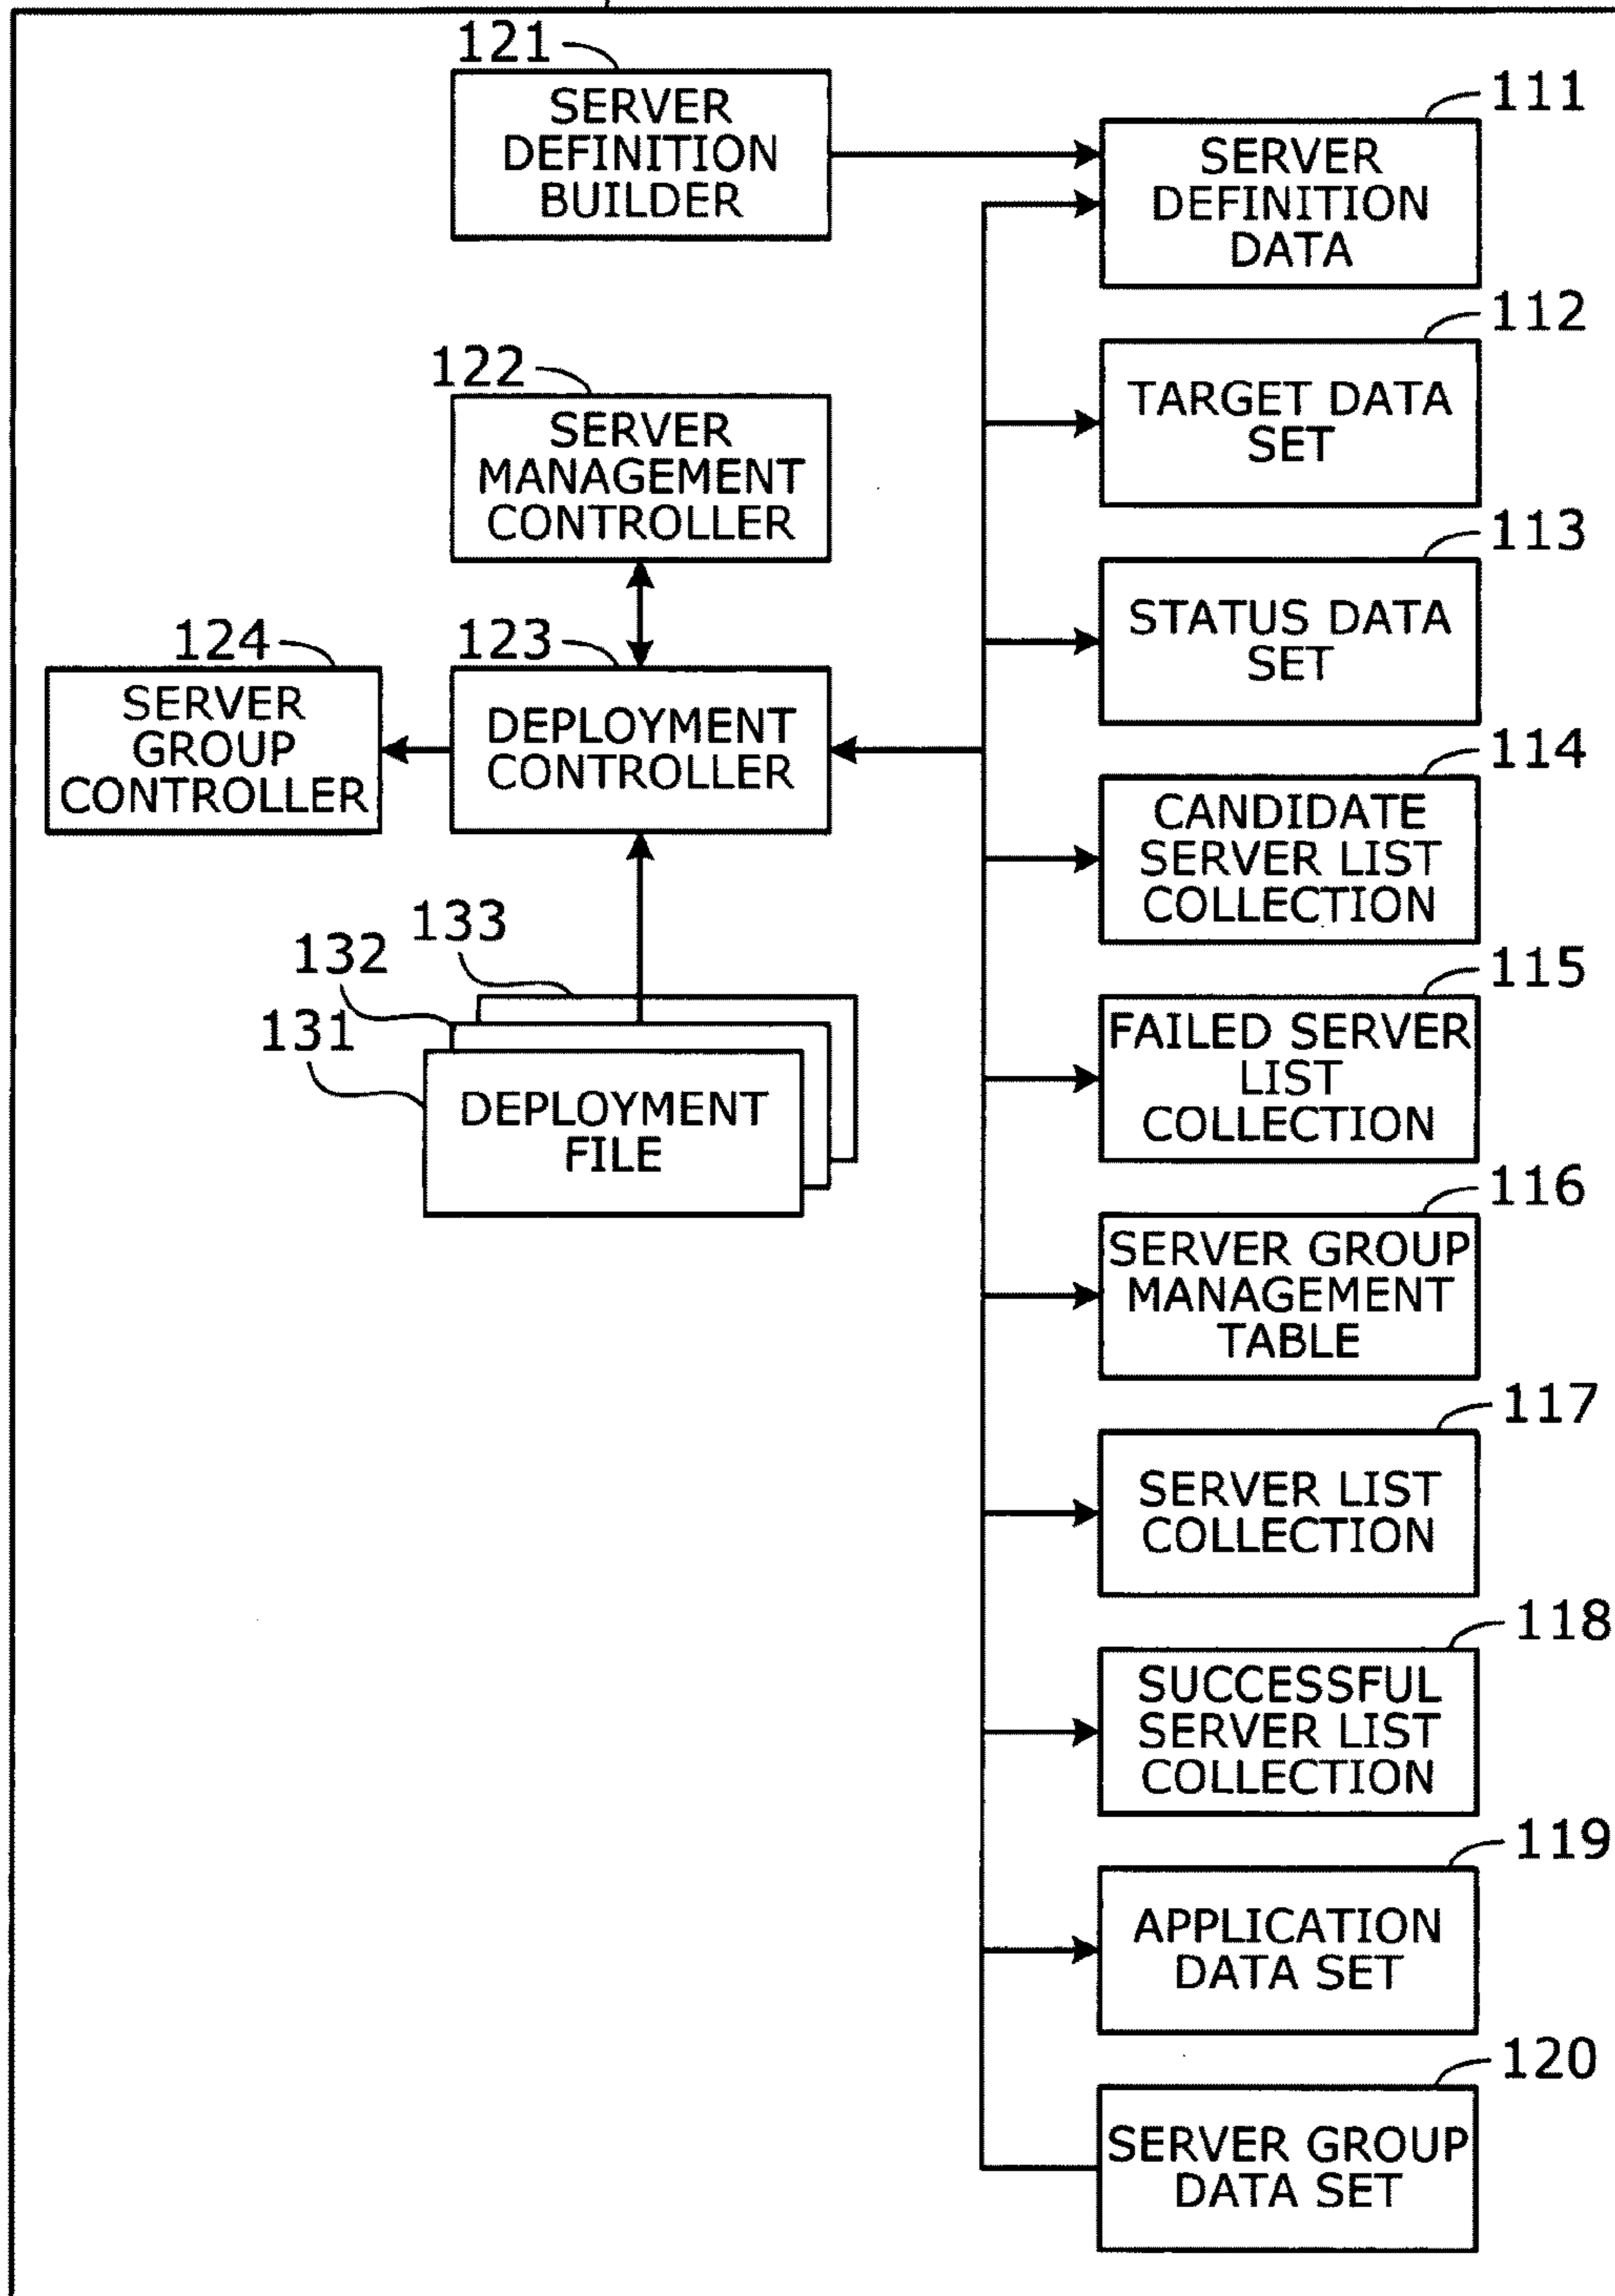 121
SERVER
DEFINITION
BUILDER
111
SERVER
DEFINITION
DATA
112
TARGET DATA
SET
122
SERVER
MANAGEMENT
CONTROLLER
113
STATUS DATA
SET
124
SERVER
GROUP
CONTROLLER
123
DEPLOYMENT
CONTROLLER
114
CANDIDATE
SERVER LIST
COLLECTION
133
132
131
DEPLOYMENT
FILE
115
FAILED SERVER
LIST
COLLECTION
116
SERVER GROUP
MANAGEMENT
TABLE
117
SERVER LIST
COLLECTION
118
SUCCESSFUL
SERVER LIST
COLLECTION
119
APPLICATION
DATA SET
120
SERVER GROUP
DATA SET